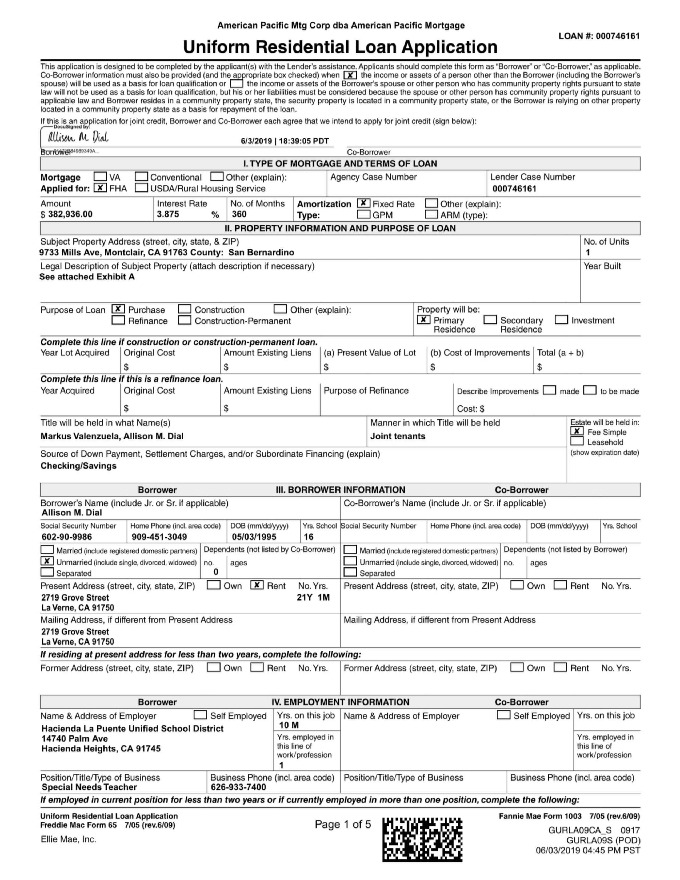 American Pacific Mtg Corp dba American Pacific Mortgage
LOAN #: 000746161
Uniform Residential Loan Application
This application is designed to be completed by the applicant(s) with the Lender's assistance. Applicants should complete this form as "Borrower" or "Co-Borrower," as applicable.
Co-Borrower information must also be provided (and the appropriate box checked) when ✗ the income or assets of a person other than the Borrower (including the Borrower's
spouse) will be used as a basis for loan qualification or the income or assets of the Borrower's spouse or other person who has community property rights pursuant to state
law will not be used as a basis for loan qualification, but his or her liabilities must be considered because the spouse or other person has community property rights pursuant to
applicable law and Borrower resides in a community property state, the security property is located in a community property state, or the Borrower is relying on other property
located in a community property state as a basis for repayment of the loan.
If this is an application for joint credit, Borrower and Co-Borrower each agree that we intend to apply for joint credit (sign below):
DocuSigned by:
Allison M Dial
6/3/2019 | 18:39:05 PDT
Borrower Co-Borrower
I. TYPE OF MORTGAGE AND TERMS OF LOAN
Mortgage VA Conventional Other (explain): Agency Case Number Lender Case Number
Applied for: ✗ FHA USDA/Rural Housing Service 000746161
Amount Interest Rate No. of Months Amortization ✗ Fixed Rate Other (explain):
$ 382,936.00 3.875 % 360 Type: GPM ARM (type):
II. PROPERTY INFORMATION AND PURPOSE OF LOAN
Subject Property Address (street, city, state, & ZIP) No. of Units
9733 Mills Ave, Montclair, CA 91763 County: San Bernardino 1
Legal Description of Subject Property (attach description if necessary) Year Built
See attached Exhibit A
Purpose of Loan ✗ Purchase Construction Other (explain): Property will be:
Refinance Construction-Permanent ✗ Primary Residence Secondary Residence Investment
Complete this line if construction or construction-permanent loan.
Year Lot Acquired Original Cost Amount Existing Liens (a) Present Value of Lot (b) Cost of Improvements Total (a + b)
$ $ $ $ $
Complete this line if this is a refinance loan.
Year Acquired Original Cost Amount Existing Liens Purpose of Refinance Describe Improvements made to be made
$ $ Cost: $
Title will be held in what Name(s) Manner in which Title will be held Estate will be held in:
Markus Valenzuela, Allison M. Dial Joint tenants ✗ Fee Simple
Leasehold
(show expiration date)
Source of Down Payment, Settlement Charges, and/or Subordinate Financing (explain)
Checking/Savings
Borrower III. BORROWER INFORMATION Co-Borrower
Borrower's Name (include Jr. or Sr. if applicable) Co-Borrower's Name (include Jr. or Sr. if applicable)
Allison M. Dial
Social Security Number Home Phone (incl. area code) DOB (mm/dd/yyyy) Yrs. School Social Security Number Home Phone (incl. area code) DOB (mm/dd/yyyy) Yrs. School
602-90-9986 909-451-3049 05/03/1995 16
Married (include registered domestic partners) Dependents (not listed by Co-Borrower) Married (include registered domestic partners) Dependents (not listed by Borrower)
✗ Unmarried (include single, divorced, widowed) no. ages Unmarried (include single, divorced, widowed) no. ages
Separated 0 Separated
Present Address (street, city, state, ZIP) Own ✗ Rent No. Yrs. Present Address (street, city, state, ZIP) Own Rent No. Yrs.
2719 Grove Street 21Y 1M
La Verne, CA 91750
Mailing Address, if different from Present Address Mailing Address, if different from Present Address
2719 Grove Street
La Verne, CA 91750
If residing at present address for less than two years, complete the following:
Former Address (street, city, state, ZIP) Own Rent No. Yrs. Former Address (street, city, state, ZIP) Own Rent No. Yrs.
Borrower IV. EMPLOYMENT INFORMATION Co-Borrower
Name & Address of Employer Self Employed Yrs. on this job Name & Address of Employer Self Employed Yrs. on this job
Hacienda La Puente Unified School District 10 M
14740 Palm Ave Yrs. employed in this line of work/profession Yrs. employed in this line of work/profession
Hacienda Heights, CA 91745
1
Position/Title/Type of Business Business Phone (incl. area code) Position/Title/Type of Business Business Phone (incl. area code)
Special Needs Teacher 626-933-7400
If employed in current position for less than two years or if currently employed in more than one position, complete the following:
Uniform Residential Loan Application Fannie Mae Form 1003 7/05 (rev.6/09)
Freddie Mac Form 65 7/05 (rev.6/09) Page 1 of 5
GURLA09CA_S 0917
Ellie Mae, Inc. GURLA09S (POD)
06/03/2019 04:45 PM PST